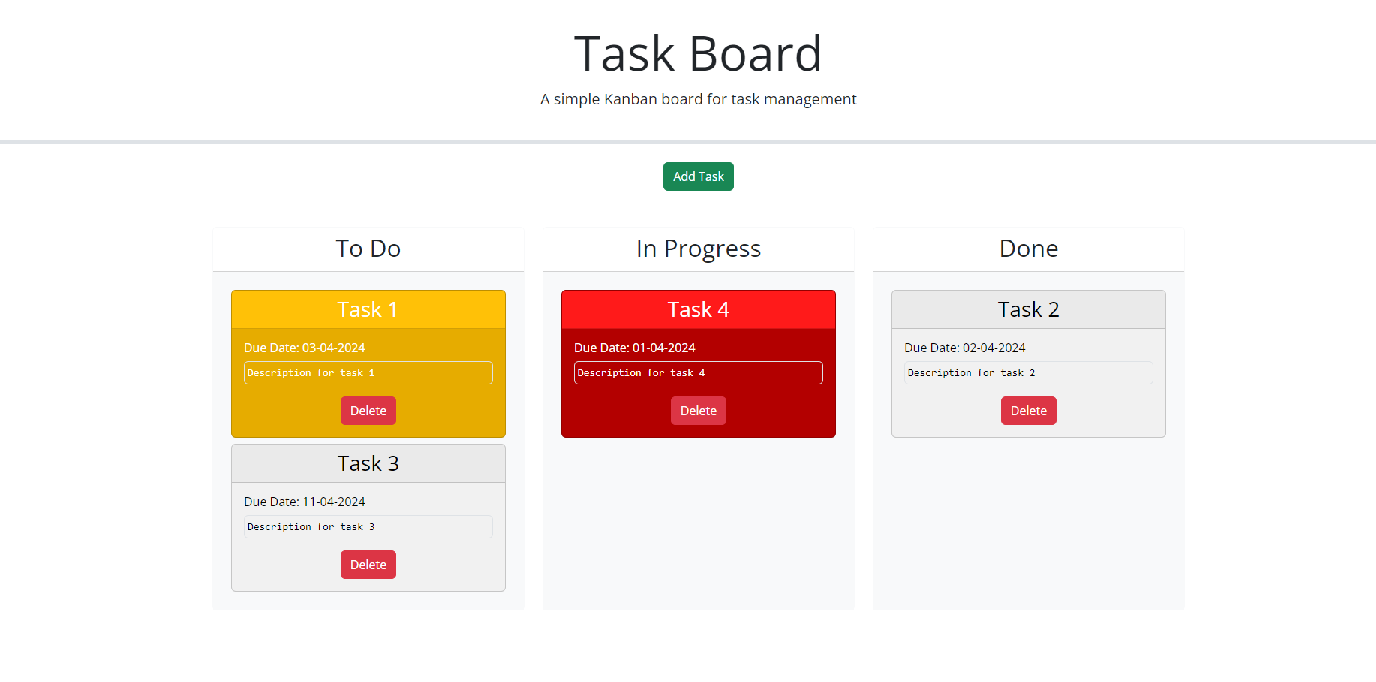 Task Board
A simple Kanban board for task management
Add Task
To Do
Task 1
Due Date: 03-04-2024
Description for task 1
Delete
Task 3
Due Date: 11-04-2024
Description for task 3
Delete
In Progress
Task 4
Due Date: 01-04-2024
Description for task 4
Delete
Done
Task 2
Due Date: 02-04-2024
Description for task 2
Delete